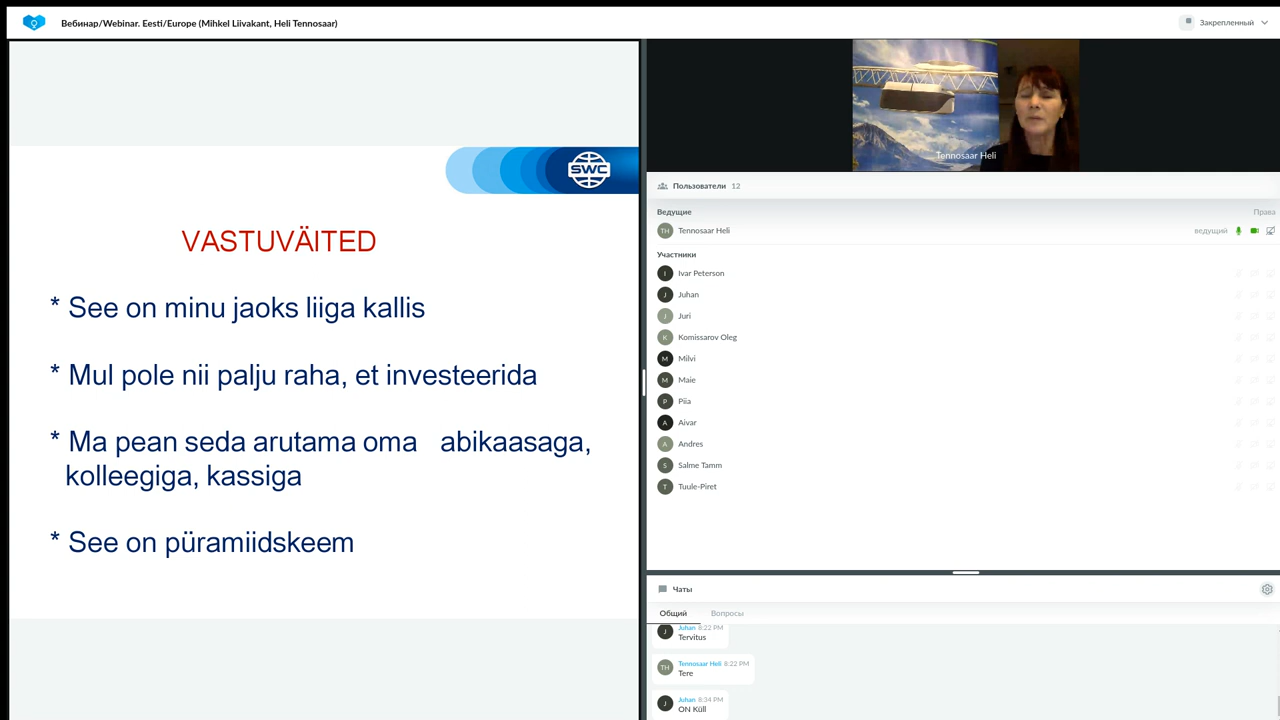 Вебинар/Webinar. Eesti/Europe (Mihkel Liivakant, Heli Tennosaar)
Закрепленный
SWC
VASTUVÄITED
* See on minu jaoks liiga kallis
* Mul pole nii palju raha, et investeerida
* Ma pean seda arutama oma abikaasaga,
kolleegiga, kassiga
* See on püramiidskeem
Tennosaar Heli
Пользователи 12
Ведущие Права
TH Tennosaar Heli ведущий
Участники
I Ivar Peterson
J Juhan
J Juri
K Komissarov Oleg
M Milvi
M Maie
P Piia
A Aivar
A Andres
S Salme Tamm
T Tuule-Piret
Чаты
Общий Вопросы
J Juhan 8:22 PM
Tervitus
TH Tennosaar Heli 8:22 PM
Tere
J Juhan 8:34 PM
ON Küll